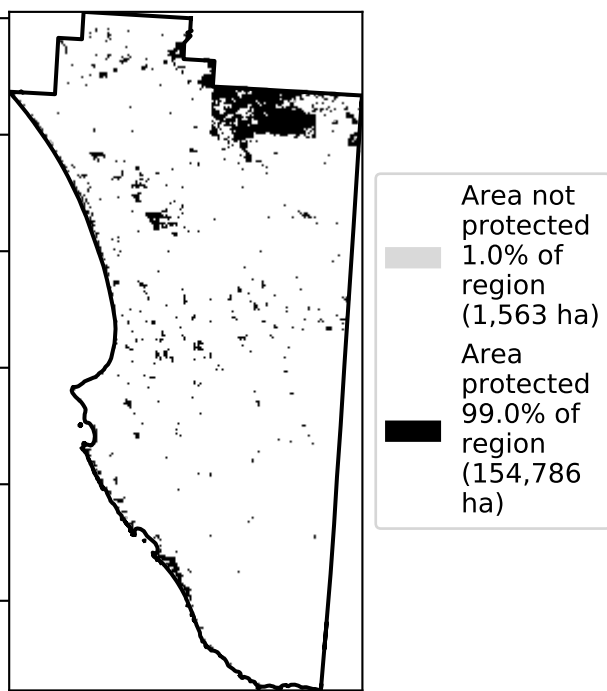 Area not
protected
1.0% of
region
(1,563 ha)
Area
protected
99.0% of
region
(154,786
ha)